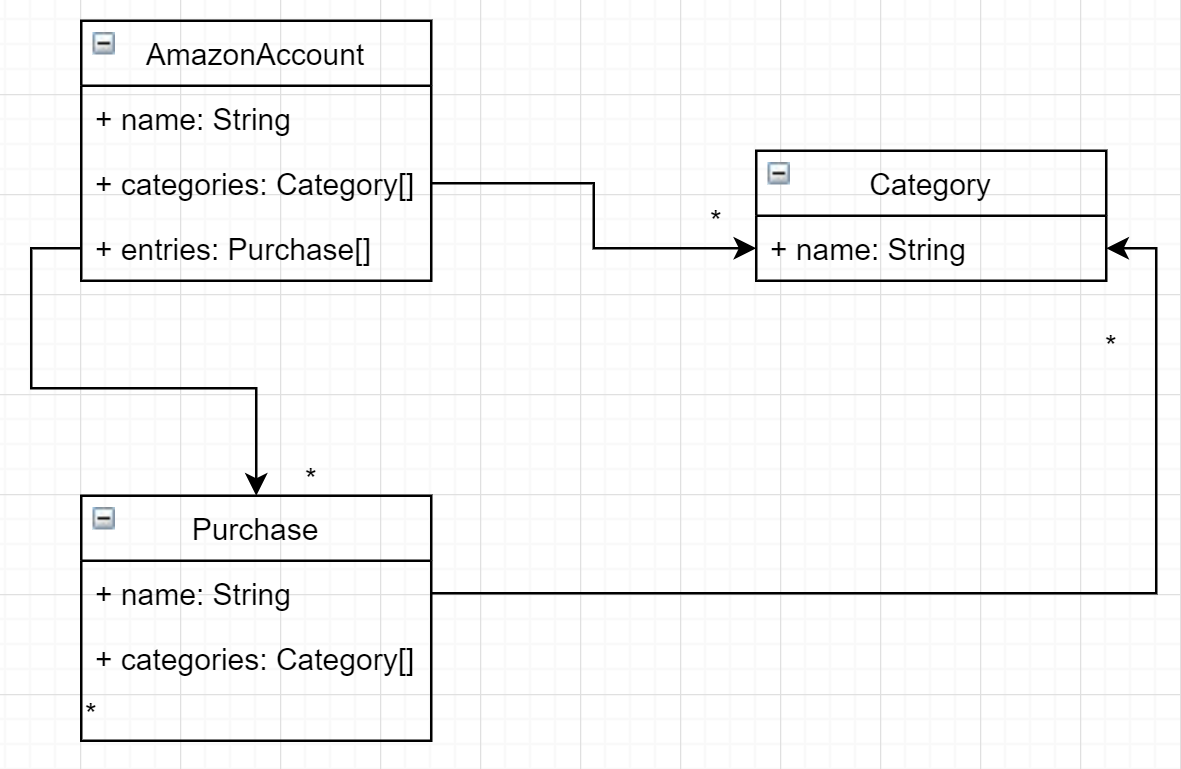 AmazonAccount
+ name: String
+ categories: Category[]
+ entries: Purchase[]
*
Category
+ name: String
*
*
Purchase
+ name: String
+ categories: Category[]
*